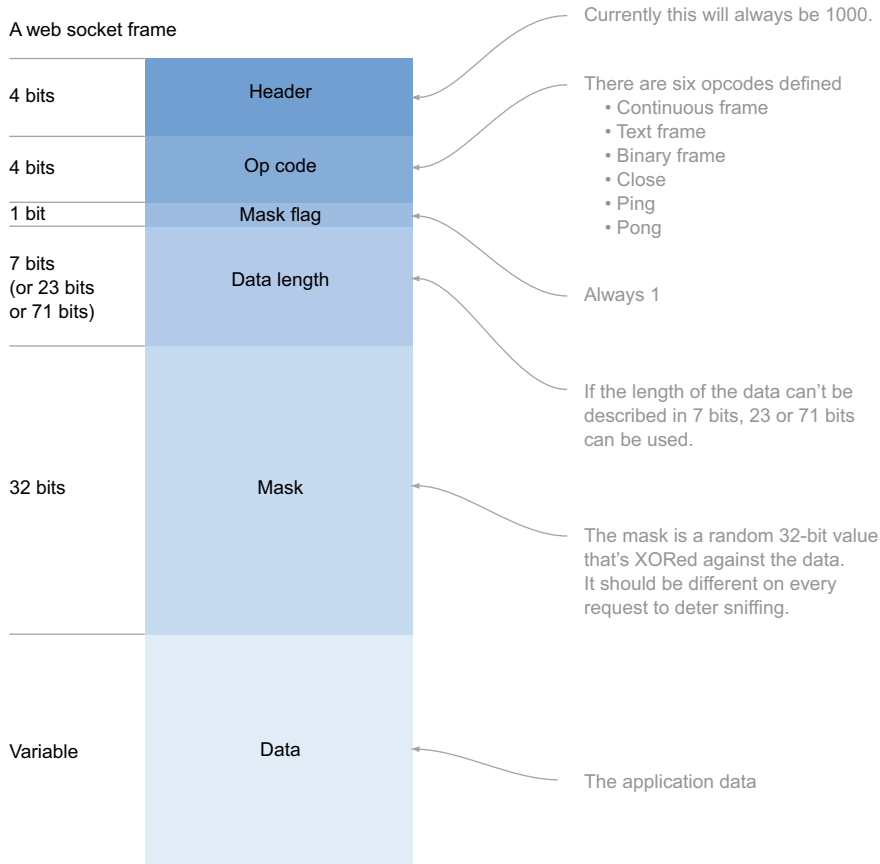 A web socket frame
4 bits
Header
Currently this will always be 1000.
4 bits
Op code
There are six opcodes defined
• Continuous frame
• Text frame
• Binary frame
• Close
• Ping
• Pong
1 bit
Mask flag
Always 1
7 bits
(or 23 bits
or 71 bits)
Data length
If the length of the data can’t be
described in 7 bits, 23 or 71 bits
can be used.
32 bits
Mask
The mask is a random 32-bit value
that’s XORed against the data.
It should be different on every
request to deter sniffing.
Variable
Data
The application data